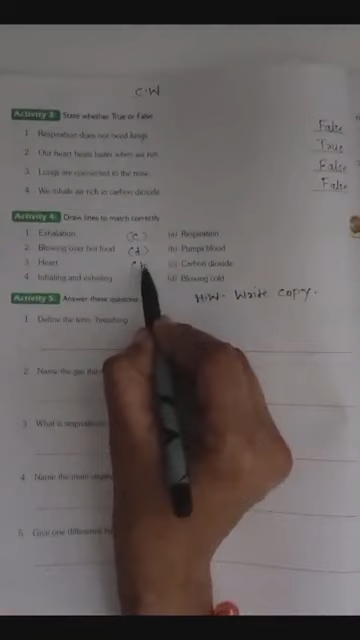 C.W
Activity 3: State whether True or False
1 Respiration does not need lungs False
2 Our heart beats faster when we run True
3 Lungs are connected to the nose False
4 We inhale air rich in carbon dioxide False
Activity 4: Draw lines to match correctly
1 Exhalation (c) (a) Respiration
2 Blowing over hot food (d) (b) Pumps blood
3 Heart (b (c) Carbon dioxide
4 Inhaling and exhaling (d) Blowing cold
Activity 5: Answer these questions H.W- Write copy.
1 Define the term 'breathing
2 Name the gas
3 What is
4 Name the main
5 Give one difference